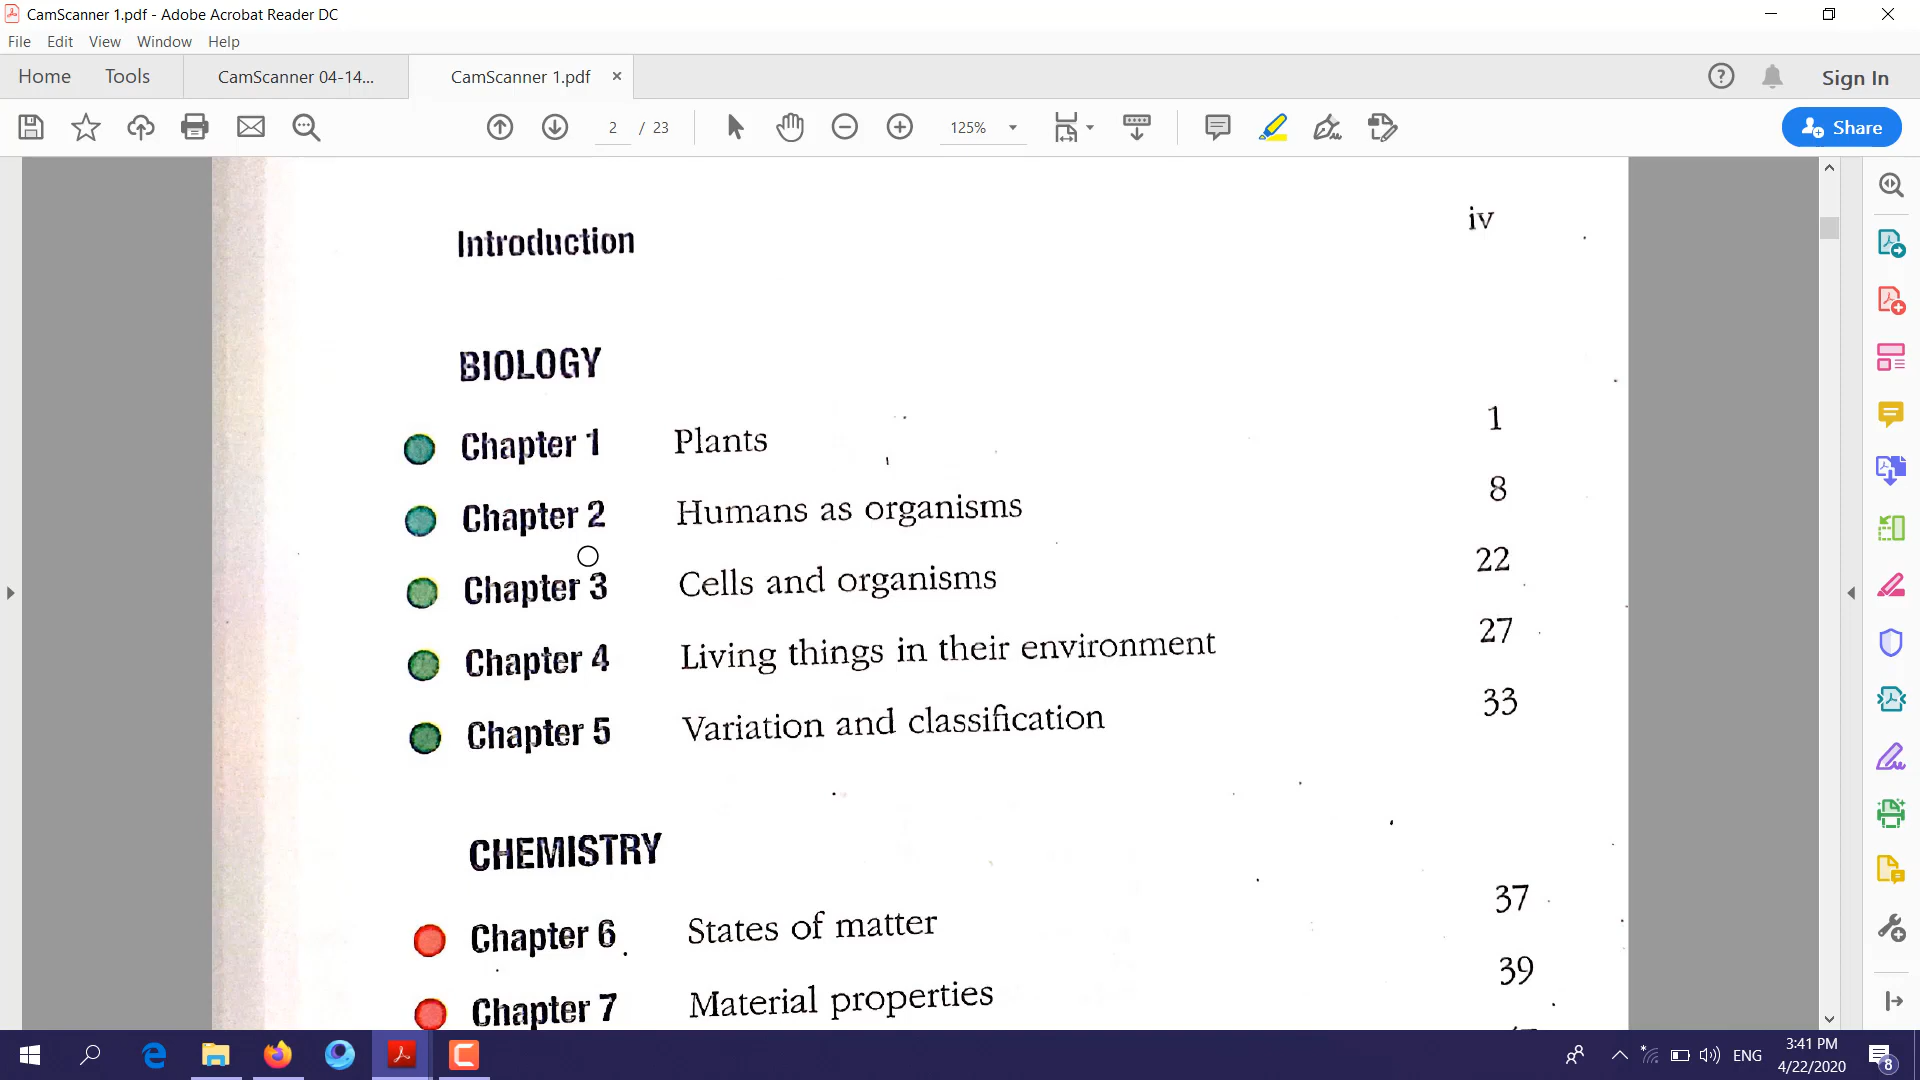 CamScanner 1.pdf - Adobe Acrobat Reader DC
File Edit View Window Help
Home Tools CamScanner 04-14... CamScanner 1.pdf × Sign In
2 / 23 125% Share
Introduction iv
BIOLOGY
Chapter 1 Plants 1
Chapter 2 Humans as organisms 8
Chapter 3 Cells and organisms 22
Chapter 4 Living things in their environment 27
Chapter 5 Variation and classification 33
CHEMISTRY
Chapter 6 States of matter 37
Chapter 7 Material properties 39
ENG 3:41 PM
4/22/2020 8